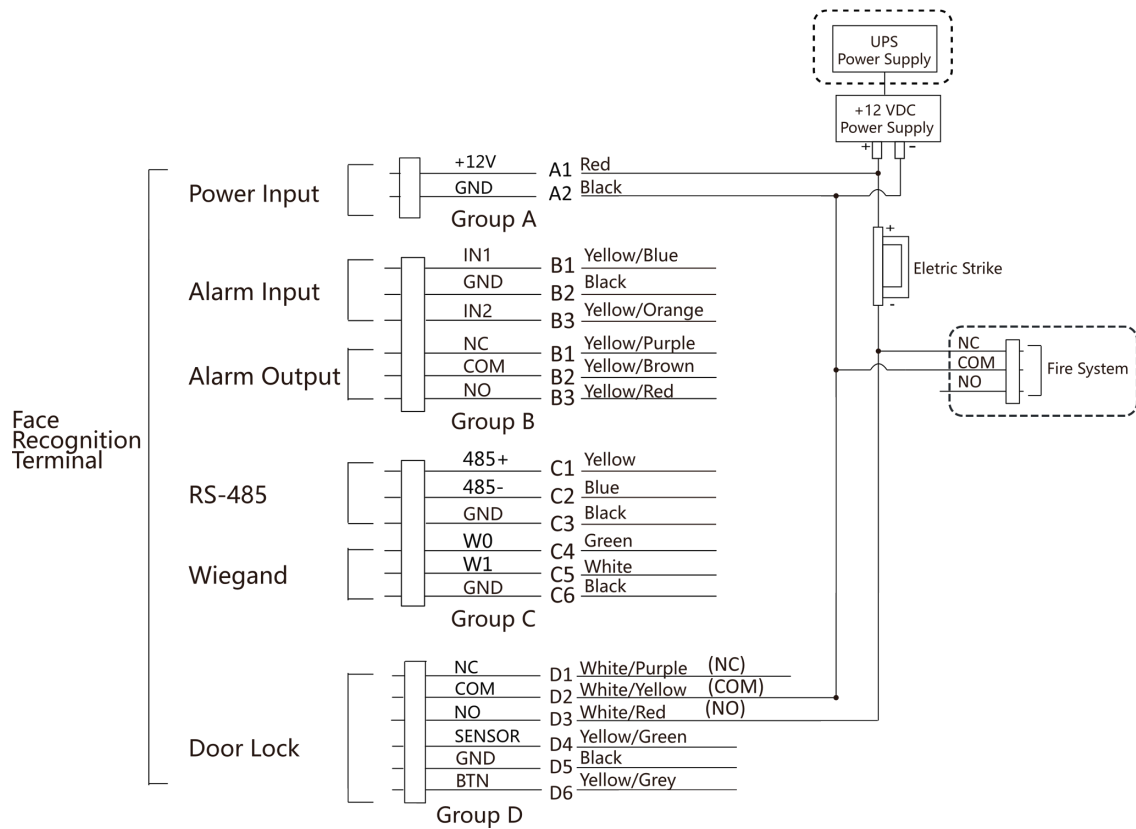 UPS
Power Supply
+12 VDC
Power Supply
+ -
Face
Recognition
Terminal
Power Input
+12V A1 Red
GND A2 Black
Group A
Alarm Input
IN1 B1 Yellow/Blue
GND B2 Black
IN2 B3 Yellow/Orange
Alarm Output
NC B1 Yellow/Purple
COM B2 Yellow/Brown
NO B3 Yellow/Red
Group B
RS-485
485+ C1 Yellow
485- C2 Blue
GND C3 Black
Wiegand
W0 C4 Green
W1 C5 White
GND C6 Black
Group C
Door Lock
NC D1 White/Purple (NC)
COM D2 White/Yellow (COM)
NO D3 White/Red (NO)
SENSOR D4 Yellow/Green
GND D5 Black
BTN D6 Yellow/Grey
Group D
+
Eletric Strike
-
NC
COM
NO
Fire System